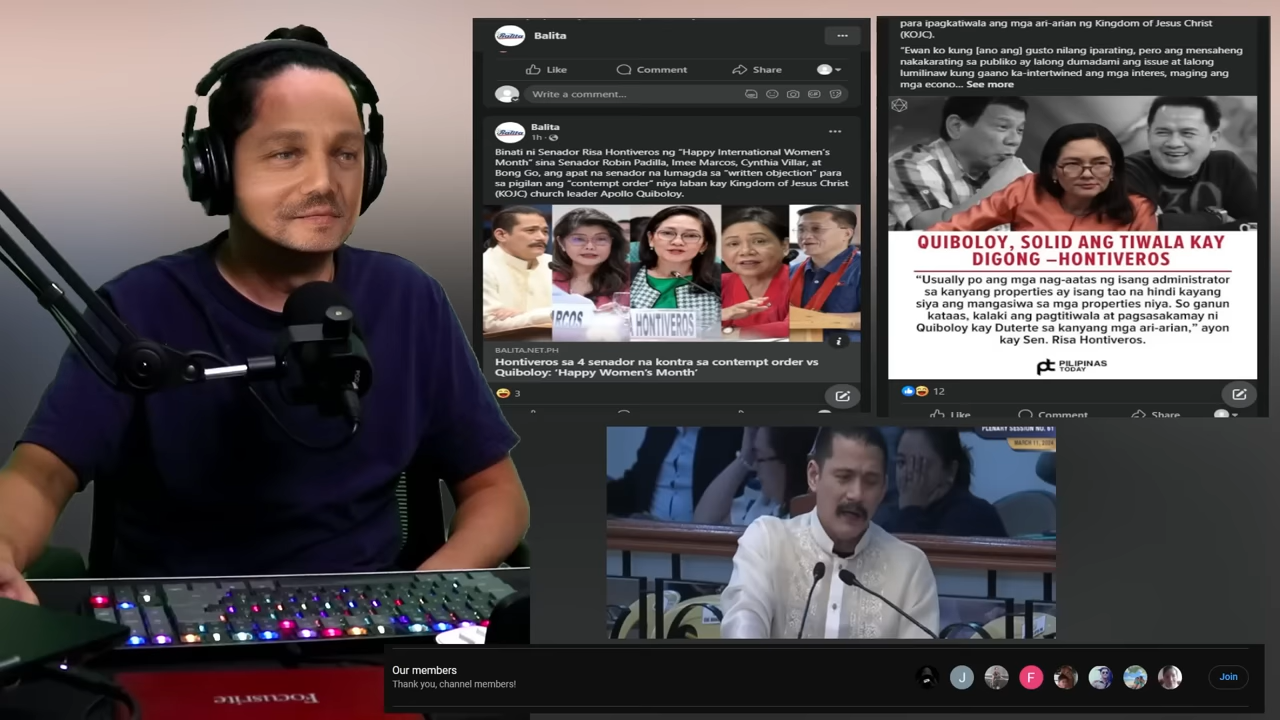 Balita
Balita
Like
Comment
Share
Write a comment...
Balita
Balita
1h
Binati ni Senador Risa Hontiveros ng "Happy International Women's
Month" sina Senador Robin Padilla, Imee Marcos, Cynthia Villar, at
Bong Go, ang apat na senador na lumagda sa "written objection" para
sa pigilan ang "contempt order" niya laban kay Kingdom of Jesus Christ
(KOJC) church leader Apollo Quiboloy.
HONTIVEROS
BALITA.NET.PH
Hontiveros sa 4 senador na kontra sa contempt order vs
Quiboloy: 'Happy Women's Month'
3
para ipagkatiwala ang mga ari-arian ng Kingdom of Jesus Christ
(KOJC).
"Ewan ko kung [ano ang] gusto nilang iparating, pero ang mensaheng
nakakarating sa publiko ay lalong dumadami ang issue at lalong
lumilinaw kung gaano ka-intertwined ang mga interes, maging ang
mga econo... See more
QUIBOLOY, SOLID ANG TIWALA KAY
DIGONG –HONTIVEROS
"Usually po ang mga nag-aatas ng isang administrator
sa kanyang properties ay isang tao na hindi kayang
siya ang mangasiwa sa mga properties niya. So ganun
kataas, kalaki ang pagtitiwala at pagsasakamay ni
Quiboloy kay Duterte sa kanyang mga ari-arian," ayon
kay Sen. Risa Hontiveros.
pt PILIPINAS
TODAY
12
Like
Comment
Share
PLENARY SESSION NO. 61
MARCH 11, 2024
Focusrite
Our members
Thank you, channel members!
J
F
Join